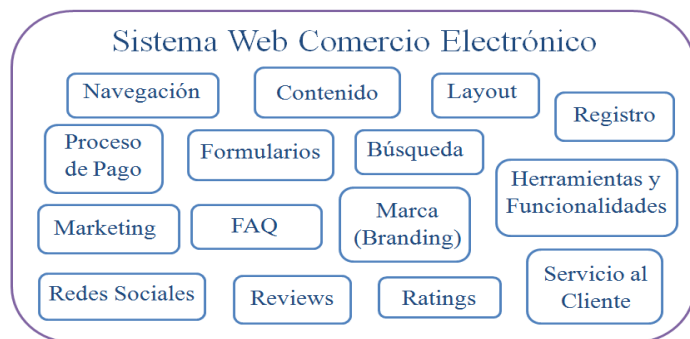 Sistema Web Comercio Electrónico
Navegación
Contenido
Layout
Registro
Proceso
de Pago
Formularios
Búsqueda
Herramientas y
Funcionalidades
Marketing
FAQ
Marca
(Branding)
Servicio al
Cliente
Redes Sociales
Reviews
Ratings